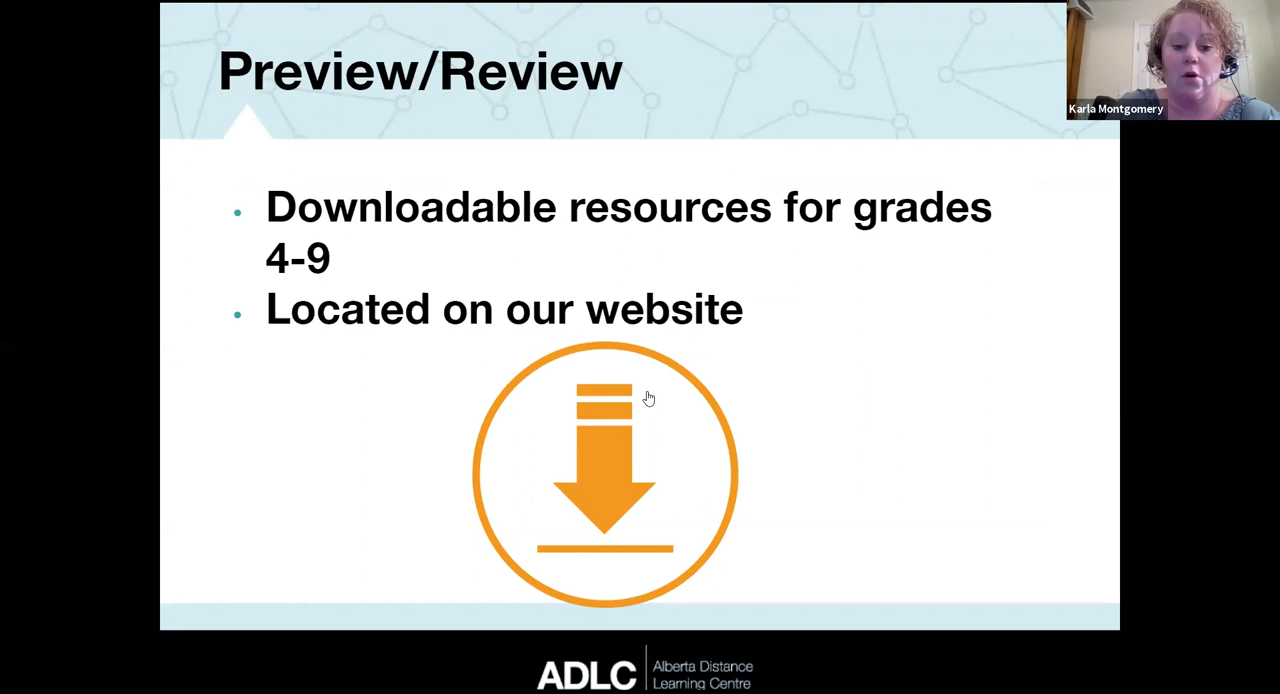 Preview/Review
Karla Montgomery
Downloadable resources for grades
4-9
Located on our website
ADLC
Alberta Distance
Learning Centre